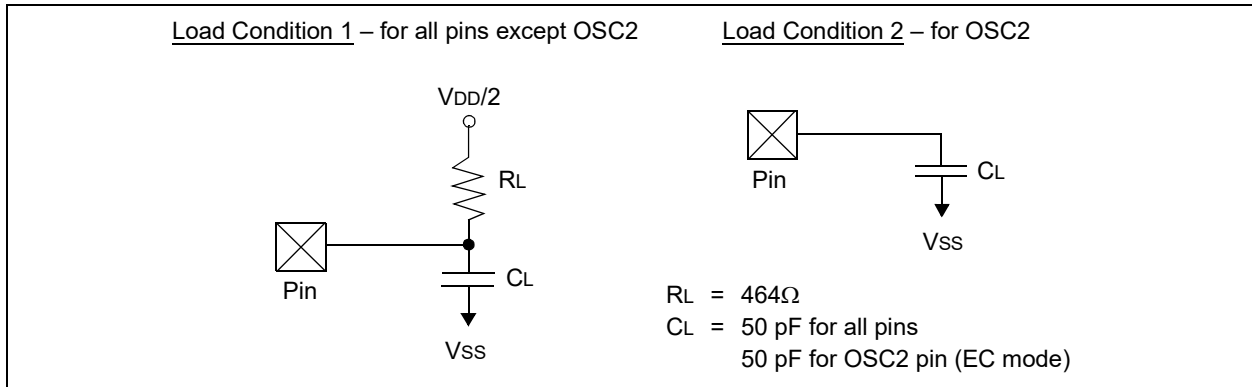 Load Condition 1 – for all pins except OSC2
Load Condition 2 – for OSC2
VDD/2
RL
Pin
CL
VSS
Pin
CL
VSS
RL = 464Ω
CL = 50 pF for all pins
50 pF for OSC2 pin (EC mode)